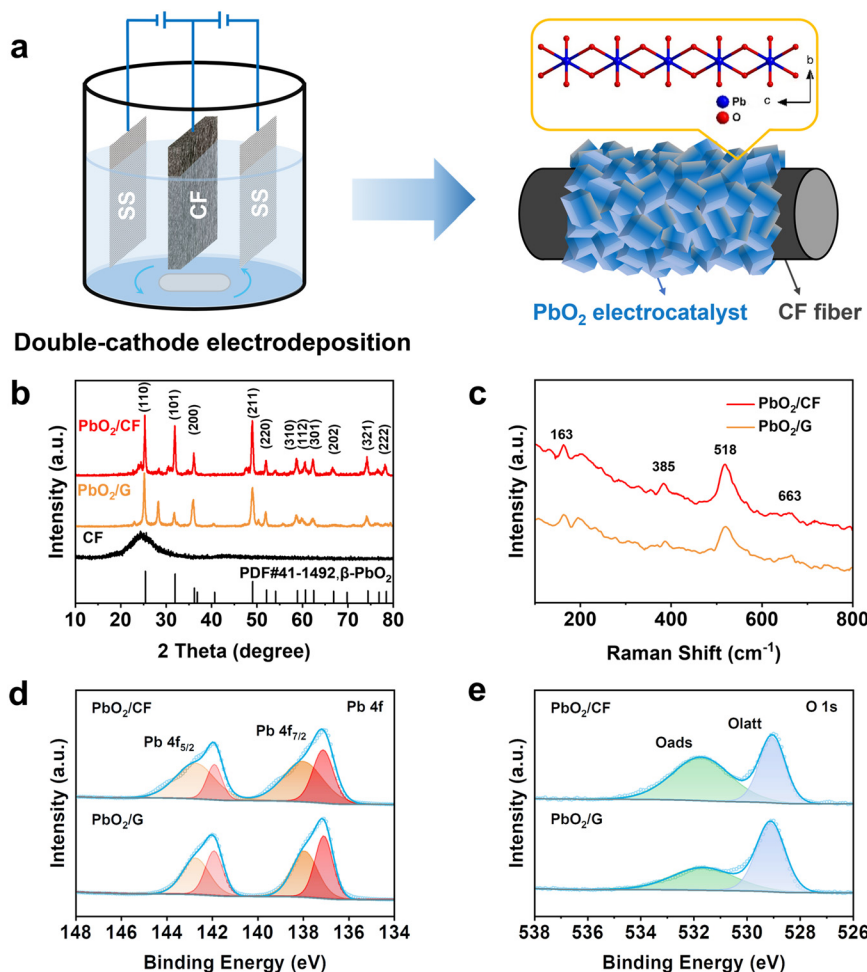 a
SS
CF
SS
Double-cathode electrodeposition
b
c
Pb
O
PbO₂ electrocatalyst
CF fiber
b
Intensity (a.u.)
PbO₂/CF
PbO₂/G
CF
(110)
(101)
(200)
(211)
(220)
(310)
(112)
(301)
(202)
(321)
(222)
PDF#41-1492,β-PbO₂
10 20 30 40 50 60 70 80
2 Theta (degree)
c
Intensity (a.u.)
PbO₂/CF
PbO₂/G
163
385
518
663
200 400 600 800
Raman Shift (cm⁻¹)
d
Intensity (a.u.)
PbO₂/CF
Pb 4f
Pb 4f₅/₂
Pb 4f₇/₂
PbO₂/G
148 146 144 142 140 138 136 134
Binding Energy (eV)
e
Intensity (a.u.)
PbO₂/CF
O 1s
Oads
Olatt
PbO₂/G
538 536 534 532 530 528 526
Binding Energy (eV)